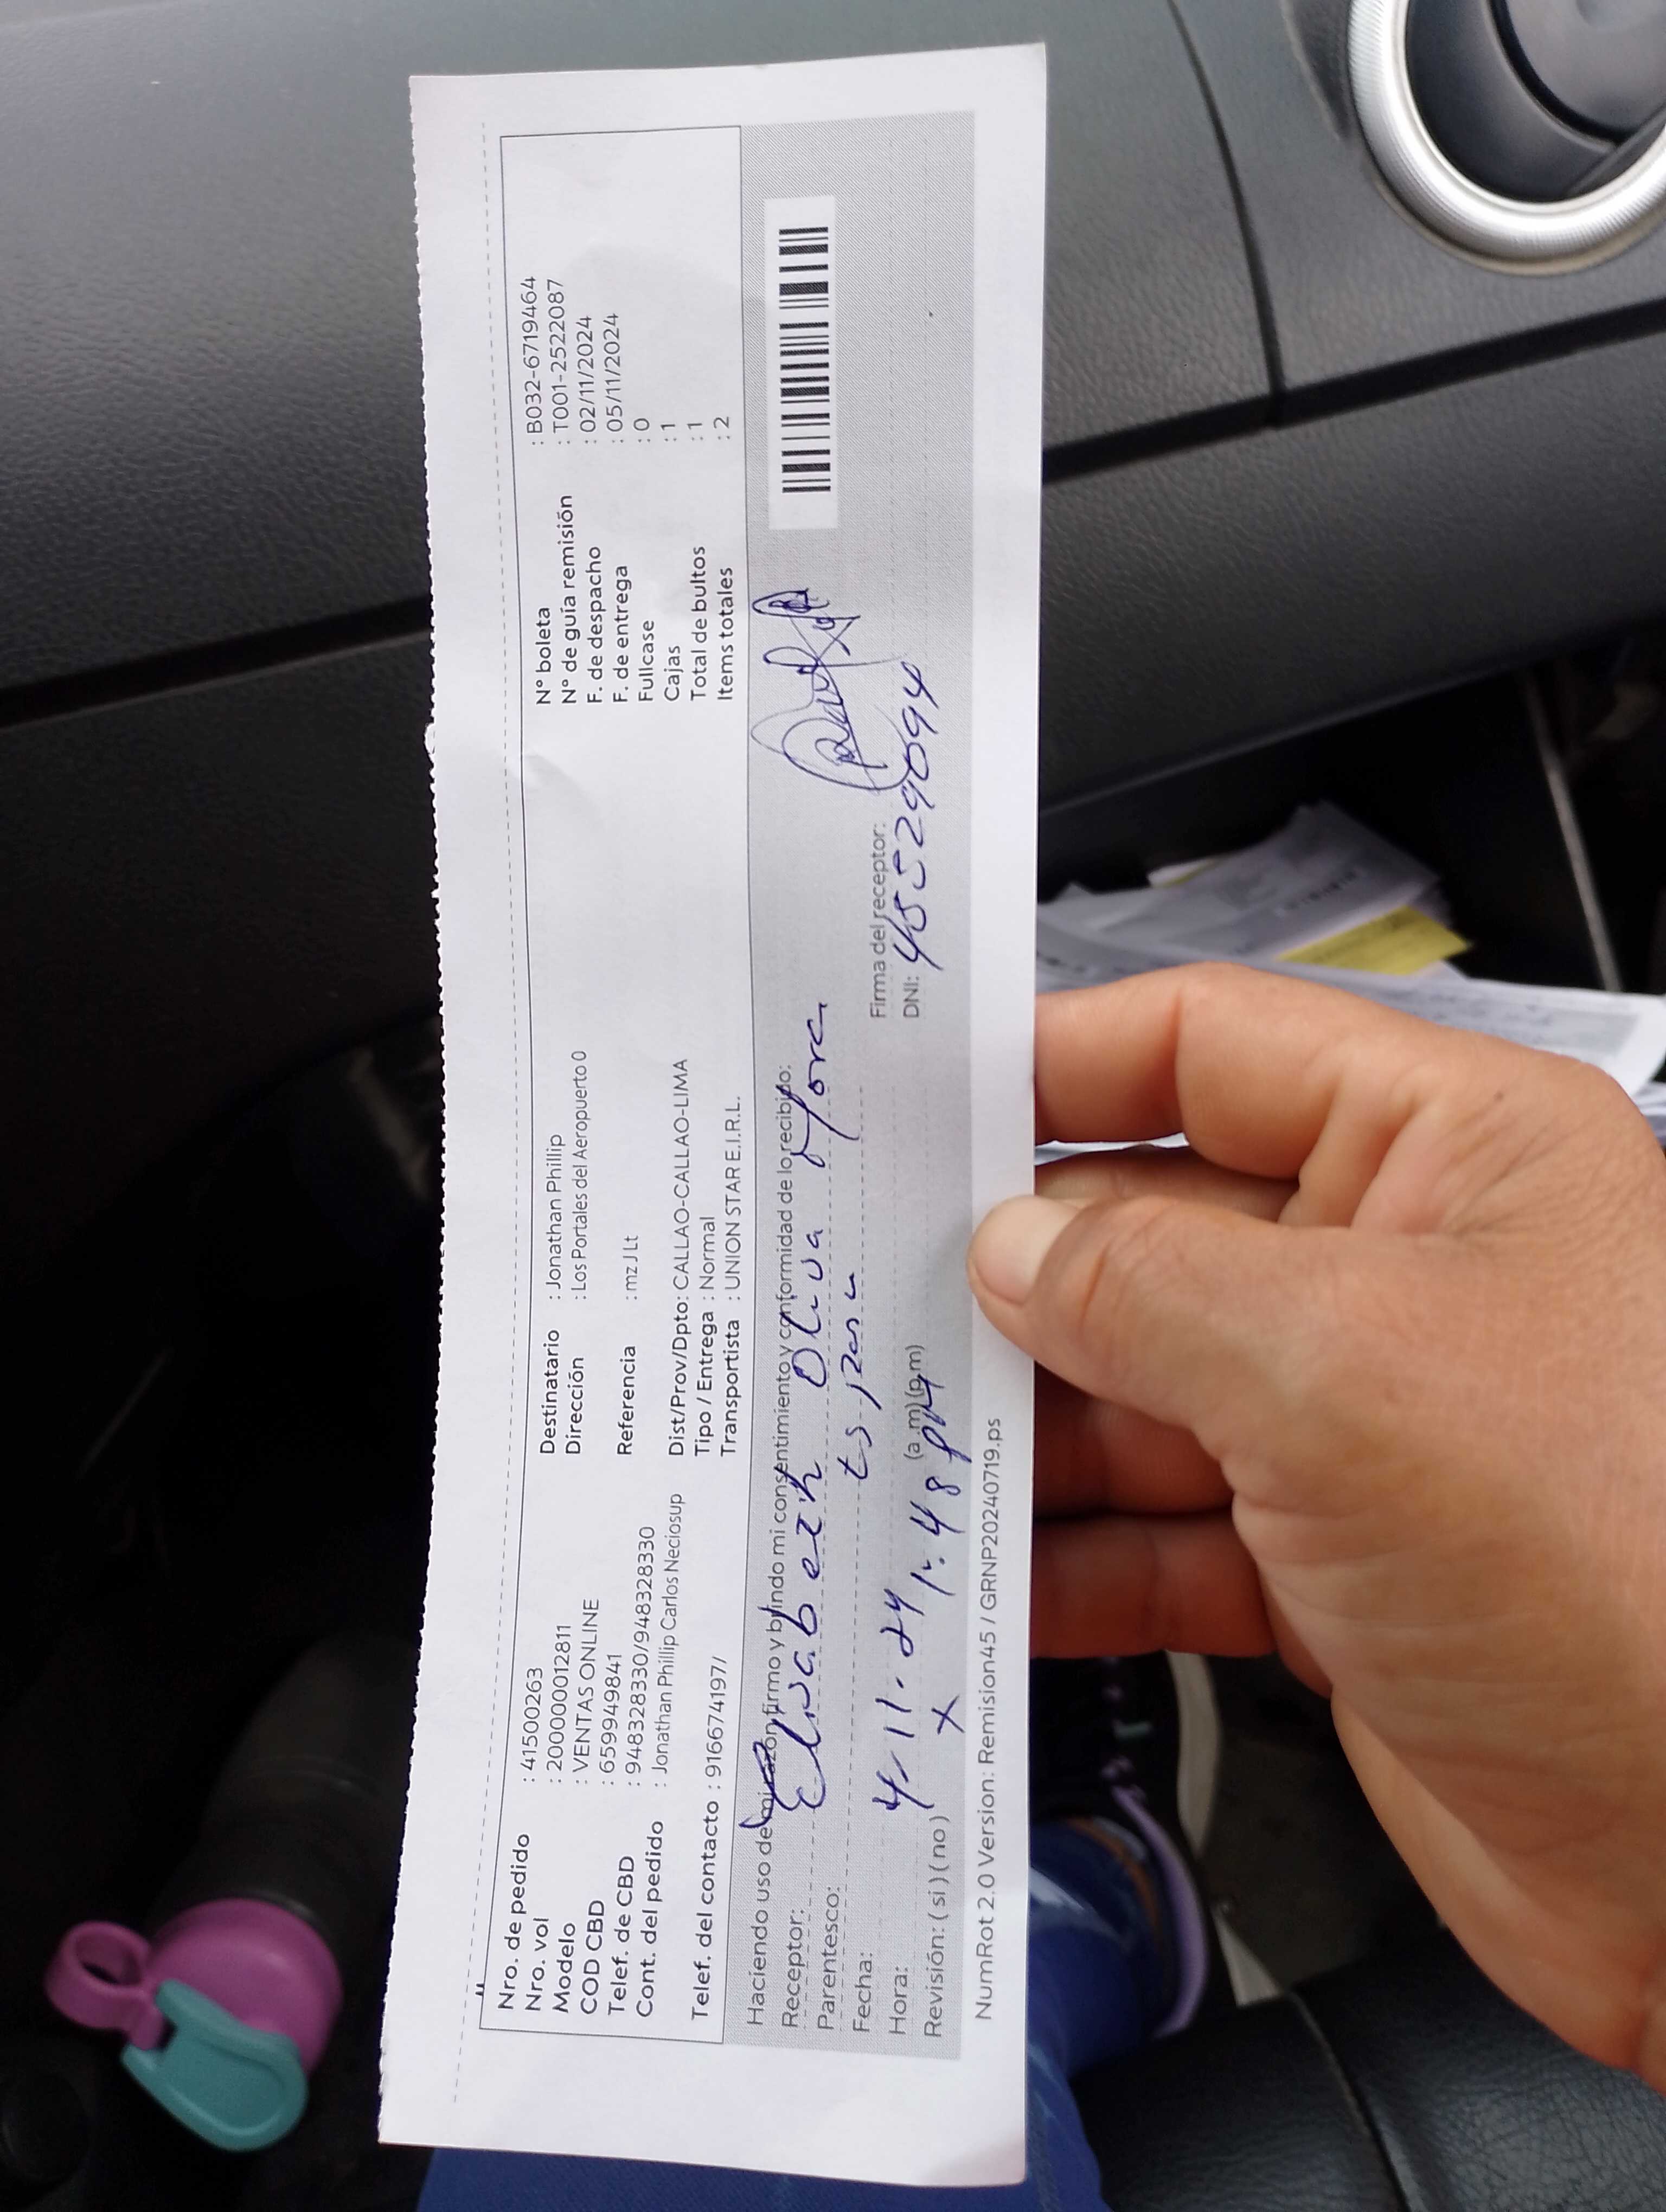 Nro. de pedido : 41500263
Nro. vol : 200000012811
Modelo : VENTAS ONLINE
COD CBD : 659949841
Telef. de CBD : 948328330/948328330
Cont. del pedido : Jonathan Phillip Carlos Neciosup
Telef. del contacto : 916674197/
Destinatario : Jonathan Phillip
Dirección : Los Portales del Aeropuerto 0
Referencia : mz J Lt
Dist/Prov/Dpto: CALLAO-CALLAO-LIMA
Tipo / Entrega : Normal
Transportista : UNION STAR E.I.R.L.
N° boleta : B032-6719464
N° de guía remisión : T001-2522087
F. de despacho : 02/11/2024
F. de entrega : 05/11/2024
Fullcase : 0
Cajas : 1
Total de bultos : 1
Items totales : 2
Haciendo uso de mi razón firmo y brindo mi consentimiento y conformidad de lo recibido:
Receptor: Elisabeth Oliva Mora
Parentesco: esposa
Fecha: 4-11-24
Hora: 1:48 pm (a.m)(p.m)
Revisión: (si) (no) X
Firma del receptor:
DNI: 45529094
NumRot 2.0 Version: Remision45 / GRNP20240719.ps